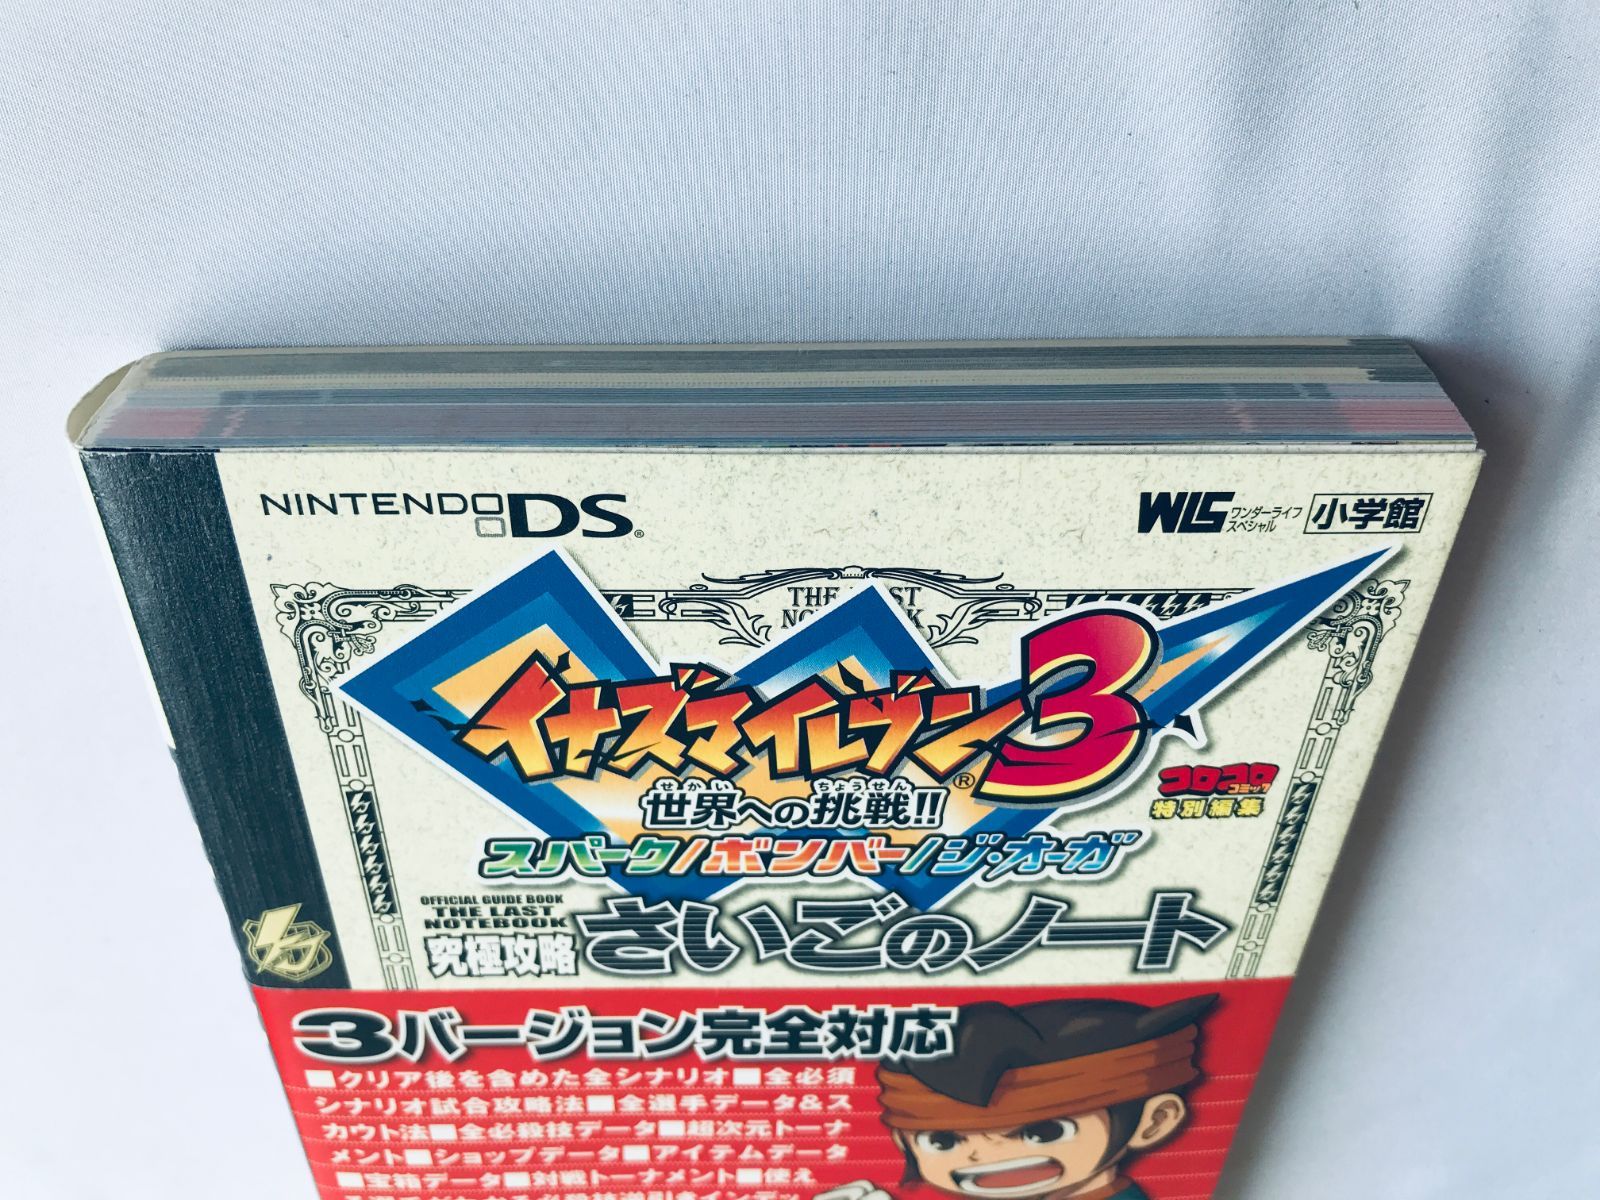 NINTENDO DS®
WLS ワンダーライフ
スペシャル
小学館
THE LAST
イナズマイレブン®3
せかい ちょうせん
世界への挑戦!!
コロコロ
コミック
特別編集
スパーク/ボンバー/ジ・オーガ
OFFICIAL GUIDE BOOK
THE LAST
NOTEBOOK
究極攻略 さいごのノート
3バージョン完全対応
■クリア後を含めた全シナリオ■全必須
シナリオ試合攻略法■全選手データ&ス
カウト法■全必殺技データ■超次元トーナ
メント■ショップデータ■アイテムデータ
■宝箱データ■対戦トーナメント■使え